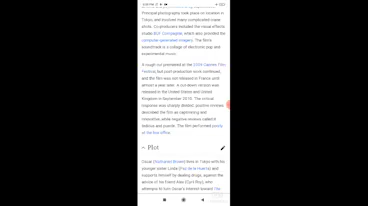 Principal photography took place on location in
Tokyo, and involved many complicated crane
shots. Co-producers included the visual effects
studio BUF Compagnie, which also provided the
computer-generated imagery. The film's
soundtrack is a collage of electronic pop and
experimental music.
A rough cut premiered at the 2009 Cannes Film
Festival, but post-production work continued,
and the film was not released in France until
almost a year later. A cut-down version was
released in the United States and United
Kingdom in September 2010. The critical
response was sharply divided: positive reviews
described the film as captivating and
innovative, while negative reviews called it
tedious and puerile. The film performed poorly
at the box office.
Plot
Oscar (Nathaniel Brown) lives in Tokyo with his
younger sister Linda (Paz de la Huerta) and
supports himself by dealing drugs, against the
advice of his friend Alex (Cyril Roy), who
attempts to turn Oscar's interest toward The